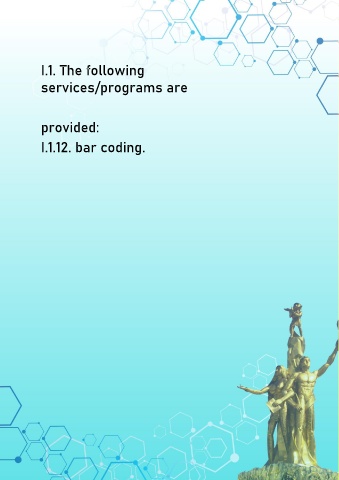 I.1. The following
services/programs are
provided:
I.1.12. bar coding.